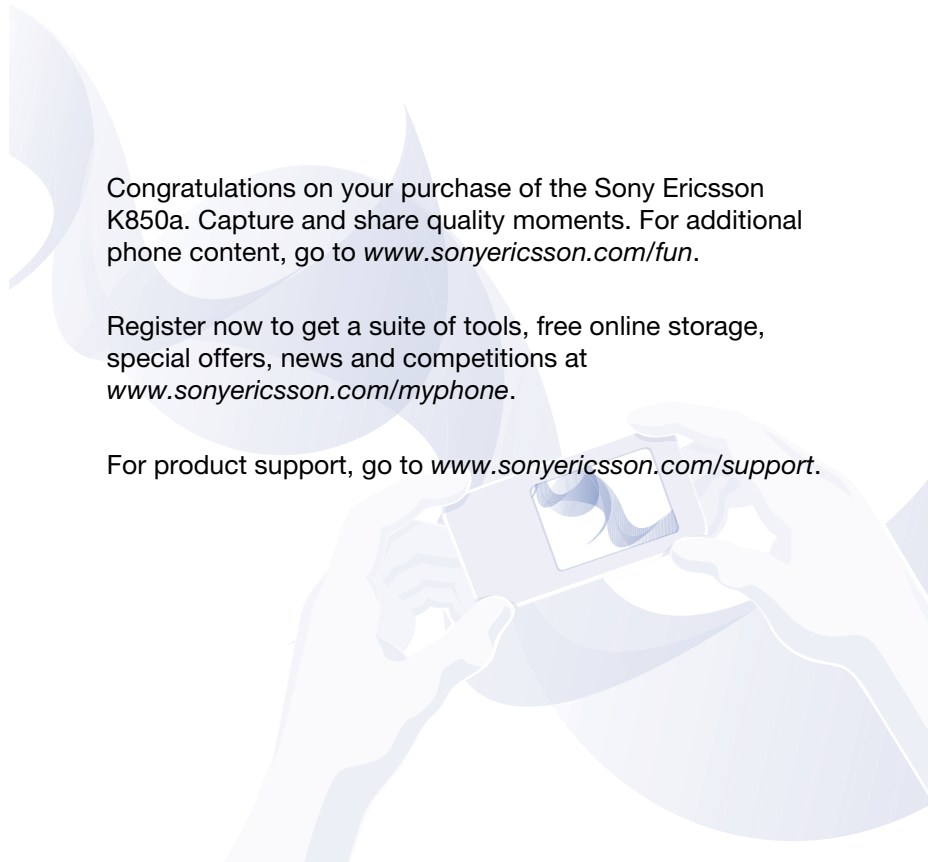 Congratulations on your purchase of the Sony Ericsson
K850a. Capture and share quality moments. For additional
phone content, go to www.sonyericsson.com/fun.
Register now to get a suite of tools, free online storage,
special offers, news and competitions at
www.sonyericsson.com/myphone.
For product support, go to www.sonyericsson.com/support.